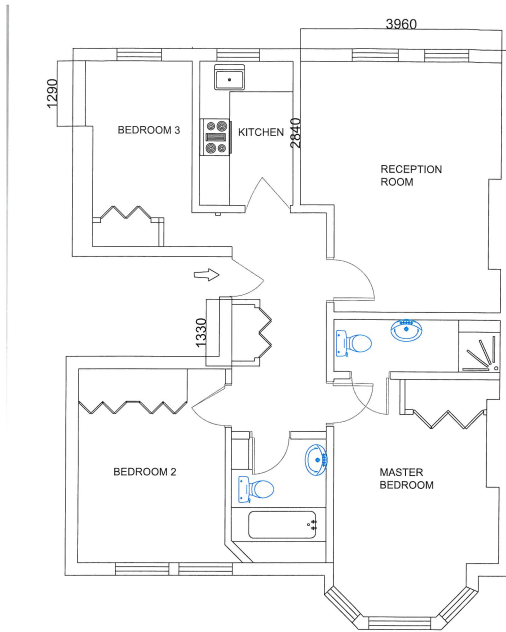 3960
1290
BEDROOM 3
KITCHEN
2840
RECEPTION
ROOM
1330
BEDROOM 2
MASTER
BEDROOM